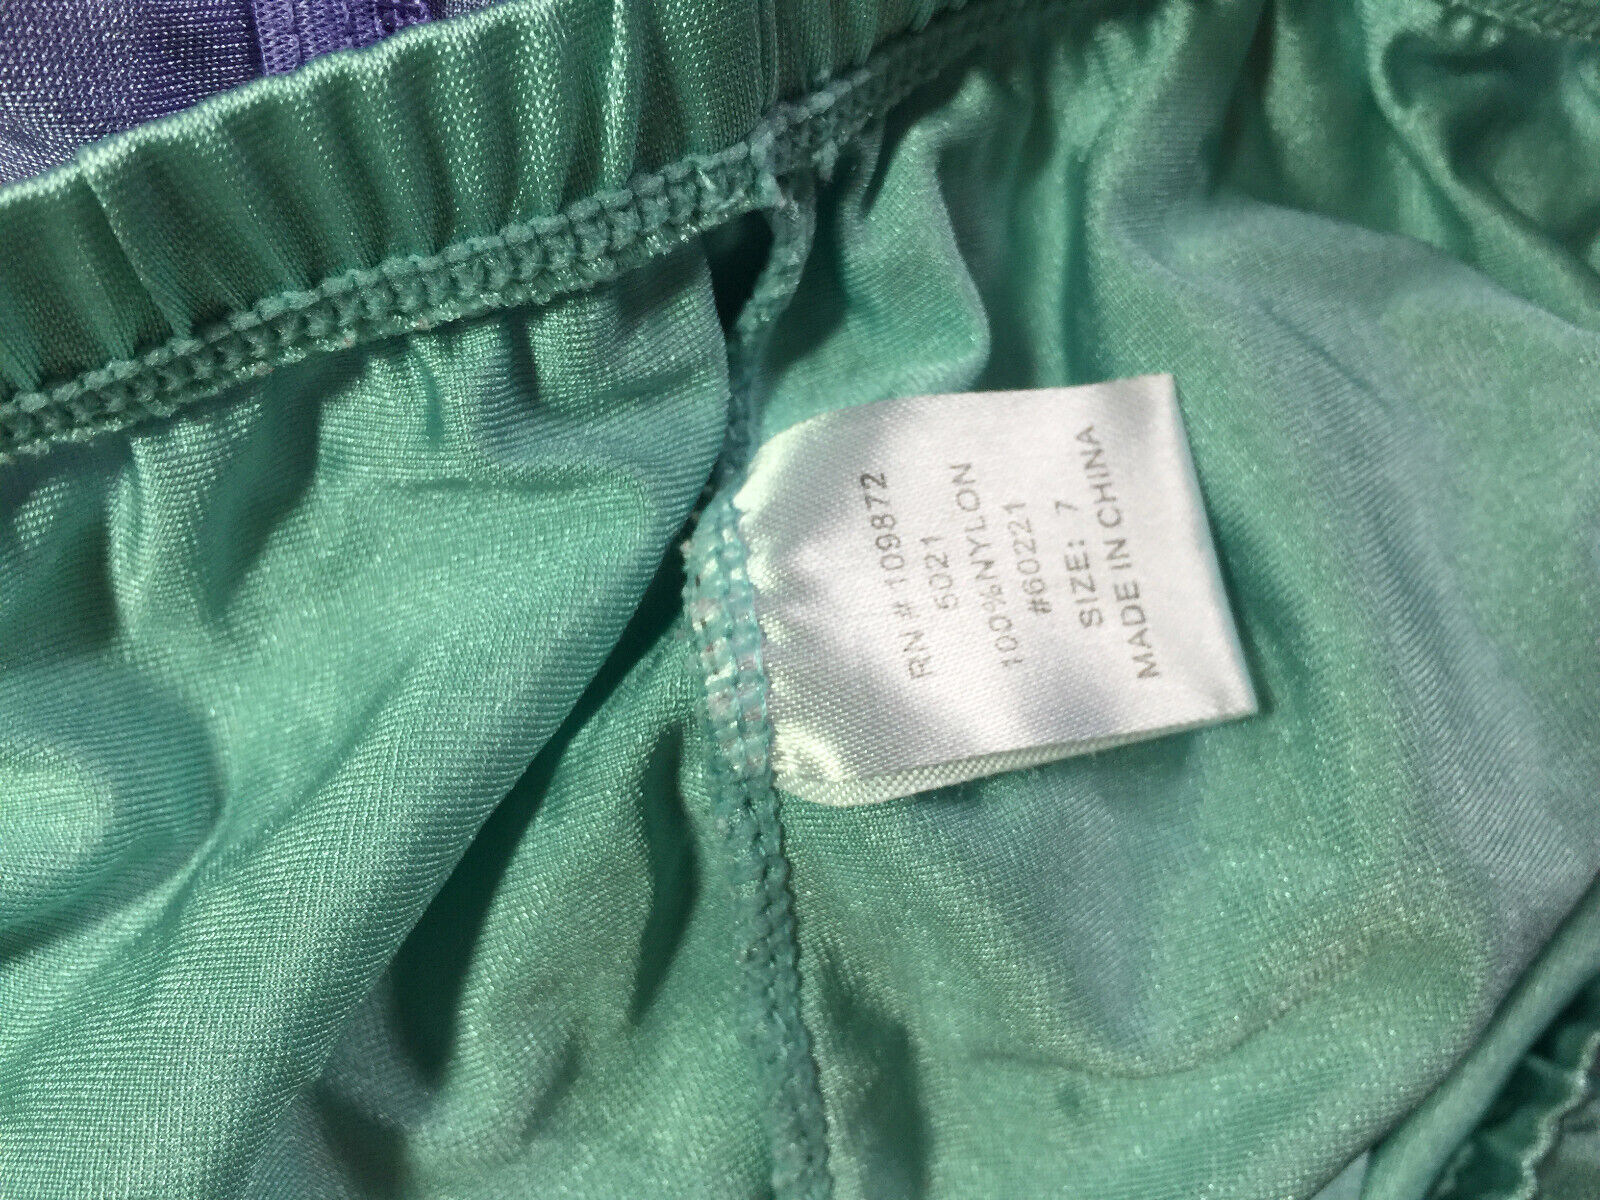 RN # 109872
5021
100%NYLON
#60221
SIZE: 7
MADE IN CHINA